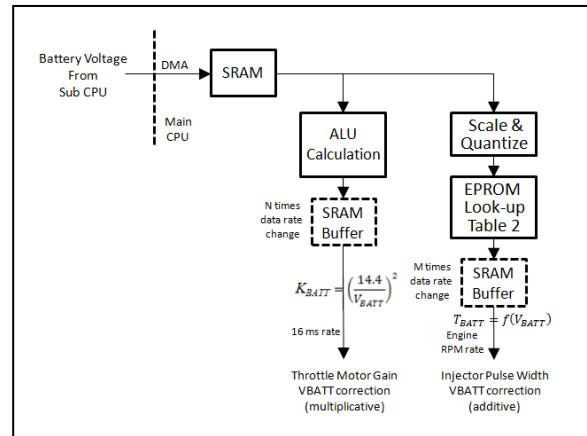 Battery Voltage
From
Sub CPU
DMA
SRAM
Main
CPU
ALU
Calculation
Scale &
Quantize
EPROM
Look-up
Table 2
N times
data rate
change
SRAM
Buffer
M times
data rate
change
SRAM
Buffer
K_BATT = (14.4 / V_BATT)^2
T_BATT = f(V_BATT)
16 ms rate
Engine
RPM rate
Throttle Motor Gain
VBATT correction
(multiplicative)
Injector Pulse Width
VBATT correction
(additive)